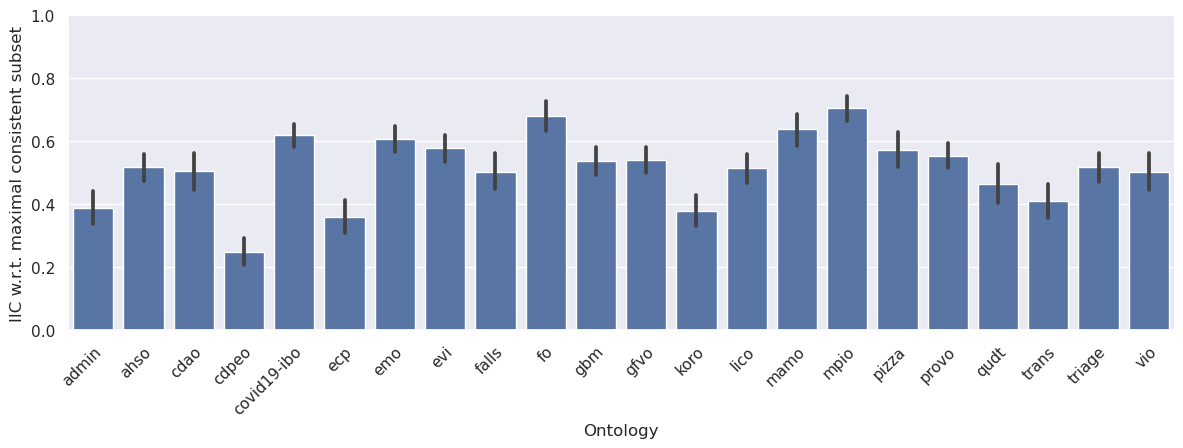 IIC w.r.t. maximal consistent subset
1.0
0.8
0.6
0.4
0.2
0.0
admin
ahso
cdao
cdpeo
covid19-ibo
ecp
emo
evi
falls
fo
gbm
gfvo
koro
lico
mamo
mpio
pizza
provo
qudt
trans
triage
vio
Ontology